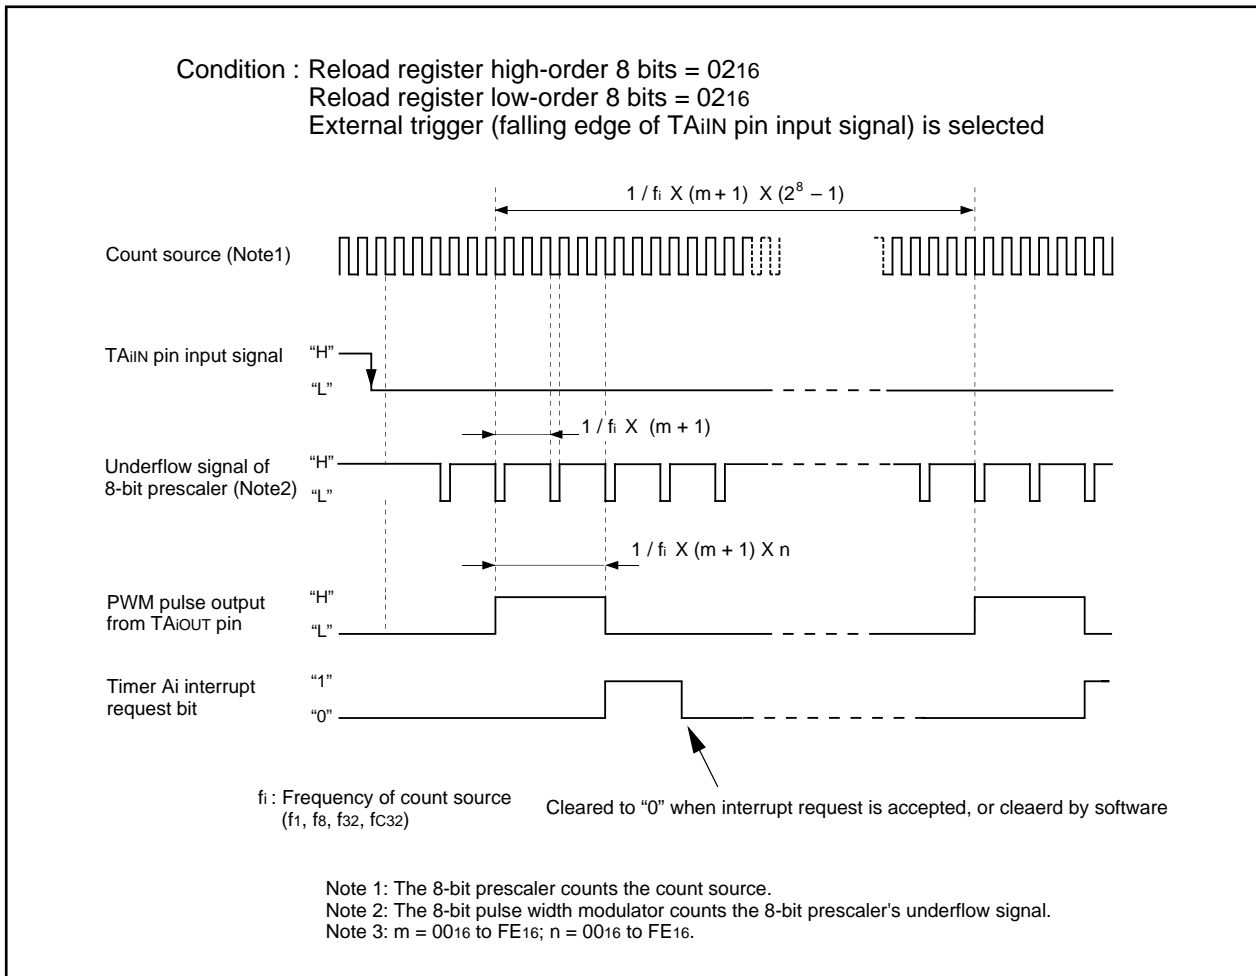 Condition : Reload register high-order 8 bits = 0216
Reload register low-order 8 bits = 0216
External trigger (falling edge of TAiIN pin input signal) is selected
1 / fi X (m + 1) X (2^8 – 1)
Count source (Note1)
TAiIN pin input signal
“H”
“L”
1 / fi X (m + 1)
Underflow signal of
8-bit prescaler (Note2)
“H”
“L”
1 / fi X (m + 1) X n
PWM pulse output
from TAiOUT pin
“H”
“L”
Timer Ai interrupt
request bit
“1”
“0”
fi : Frequency of count source
(f1, f8, f32, fC32)
Cleared to “0” when interrupt request is accepted, or cleaerd by software
Note 1: The 8-bit prescaler counts the count source.
Note 2: The 8-bit pulse width modulator counts the 8-bit prescaler's underflow signal.
Note 3: m = 0016 to FE16; n = 0016 to FE16.